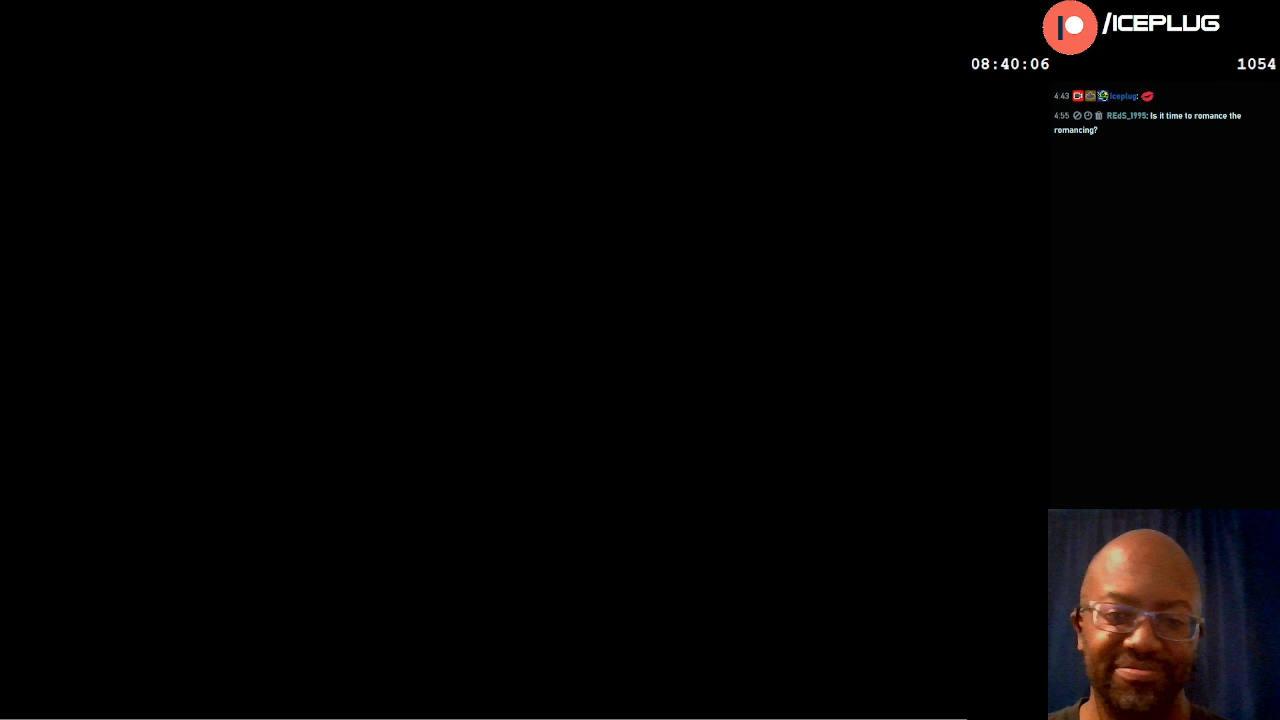 /ICEPLUG
08:40:06 1054
4:43 Iceplug:
4:55 REdS_1995: Is it time to romance the
romancing?